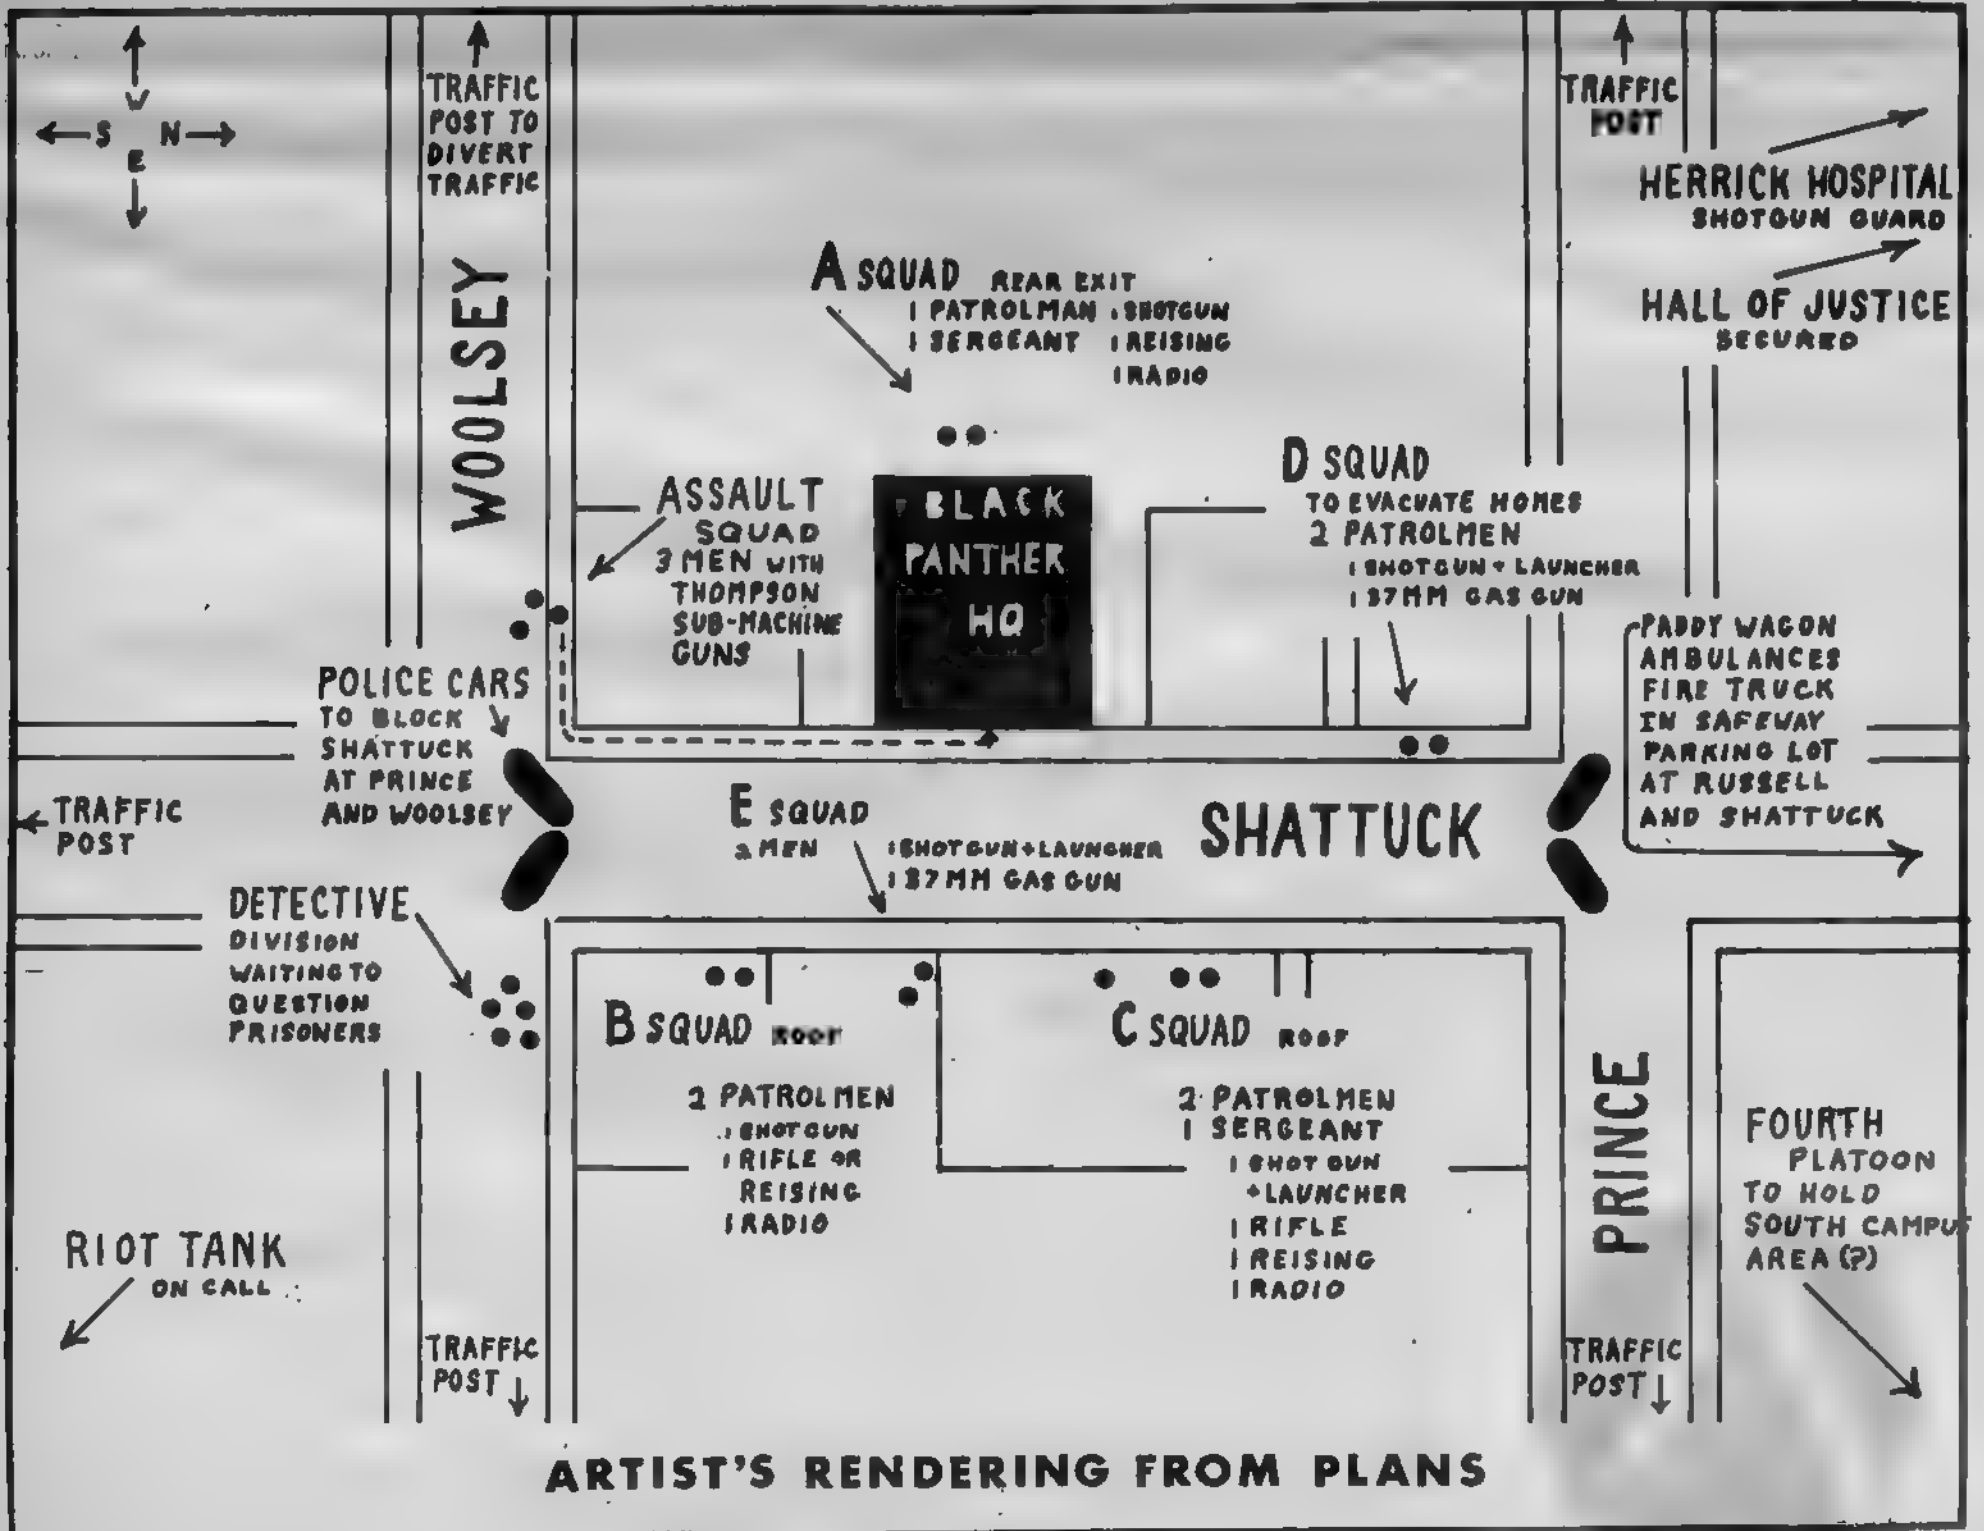 W
S N
E
TRAFFIC
POST TO
DIVERT
TRAFFIC
WOOLSEY
TRAFFIC
POST
HERRICK HOSPITAL
SHOTGUN GUARD
HALL OF JUSTICE
SECURED
A SQUAD REAR EXIT
1 PATROLMAN 1 SHOTGUN
1 SERGEANT 1 REISING
1 RADIO
ASSAULT
SQUAD
3 MEN WITH
THOMPSON
SUB-MACHINE
GUNS
BLACK
PANTHER
HQ
D SQUAD
TO EVACUATE HOMES
2 PATROLMEN
1 SHOTGUN + LAUNCHER
1 37MM GAS GUN
POLICE CARS
TO BLOCK
SHATTUCK
AT PRINCE
AND WOOLSEY
PADDY WAGON
AMBULANCES
FIRE TRUCK
IN SAFEWAY
PARKING LOT
AT RUSSELL
AND SHATTUCK
TRAFFIC
POST
E SQUAD
2 MEN 1 SHOTGUN + LAUNCHER
1 37MM GAS GUN
SHATTUCK
DETECTIVE
DIVISION
WAITING TO
QUESTION
PRISONERS
B SQUAD ROOF
2 PATROLMEN
1 SHOTGUN
1 RIFLE OR
REISING
1 RADIO
C SQUAD ROOF
2 PATROLMEN
1 SERGEANT
1 SHOT GUN
+ LAUNCHER
1 RIFLE
1 REISING
1 RADIO
PRINCE
FOURTH
PLATOON
TO HOLD
SOUTH CAMPUS
AREA (?)
RIOT TANK
ON CALL
TRAFFIC
POST
TRAFFIC
POST
ARTIST'S RENDERING FROM PLANS